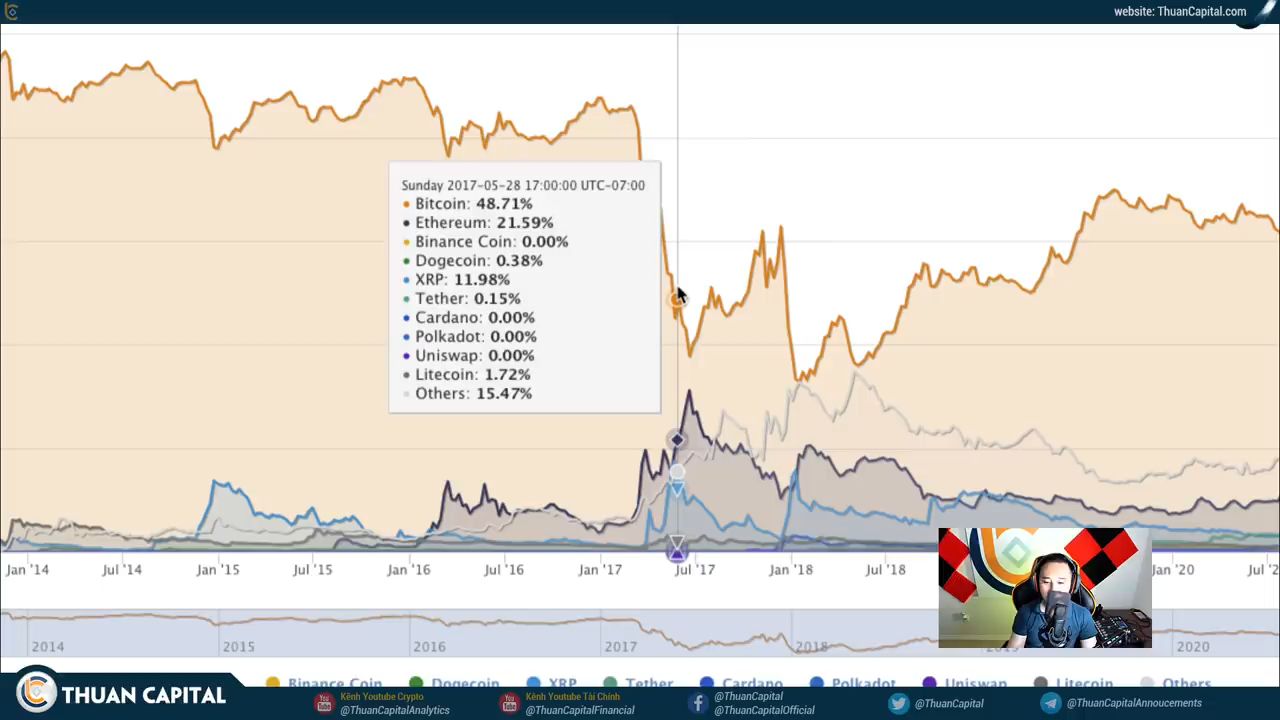 website: ThuanCapital.com
Sunday 2017-05-28 17:00:00 UTC-07:00
Bitcoin: 48.71%
Ethereum: 21.59%
Binance Coin: 0.00%
Dogecoin: 0.38%
XRP: 11.98%
Tether: 0.15%
Cardano: 0.00%
Polkadot: 0.00%
Uniswap: 0.00%
Litecoin: 1.72%
Others: 15.47%
Jan '14 Jul '14 Jan '15 Jul '15 Jan '16 Jul '16 Jan '17 Jul '17 Jan '18 Jul '18 Jan '20 Jul '2
2014 2015 2016 2017 2018 2020
Binance Coin Dogecoin XRP Tether Cardano Polkadot Uniswap Litecoin Others
THUAN CAPITAL
Kênh Youtube Crypto
@ThuanCapitalAnalytics
Kênh Youtube Tài Chính
@ThuanCapitalFinancial
@ThuanCapital
@ThuanCapitalOfficial
@ThuanCapital
@ThuanCapitalAnnoucements